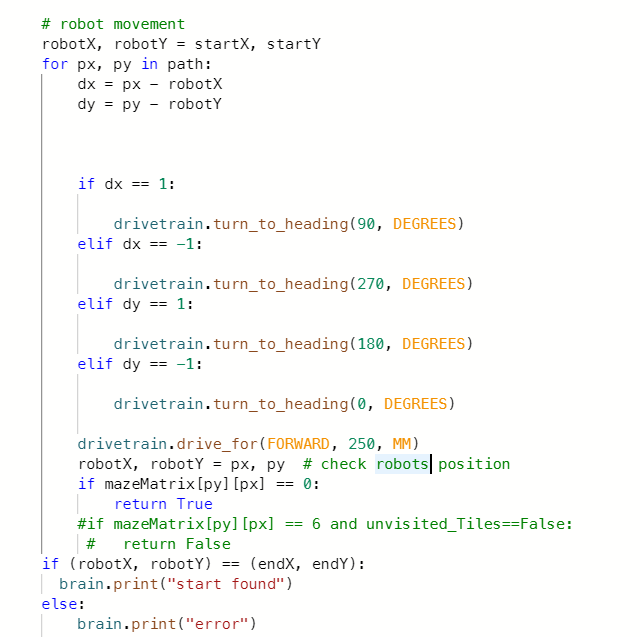 # robot movement
robotX, robotY = startX, startY
for px, py in path:
    dx = px - robotX
    dy = py - robotY
    if dx == 1:
        drivetrain.turn_to_heading(90, DEGREES)
    elif dx == -1:
        drivetrain.turn_to_heading(270, DEGREES)
    elif dy == 1:
        drivetrain.turn_to_heading(180, DEGREES)
    elif dy == -1:
        drivetrain.turn_to_heading(0, DEGREES)
    drivetrain.drive_for(FORWARD, 250, MM)
    robotX, robotY = px, py  # check robots position
    if mazeMatrix[py][px] == 0:
        return True
    #if mazeMatrix[py][px] == 6 and unvisited_Tiles==False:
     #   return False
if (robotX, robotY) == (endX, endY):
  brain.print("start found")
else:
    brain.print("error")